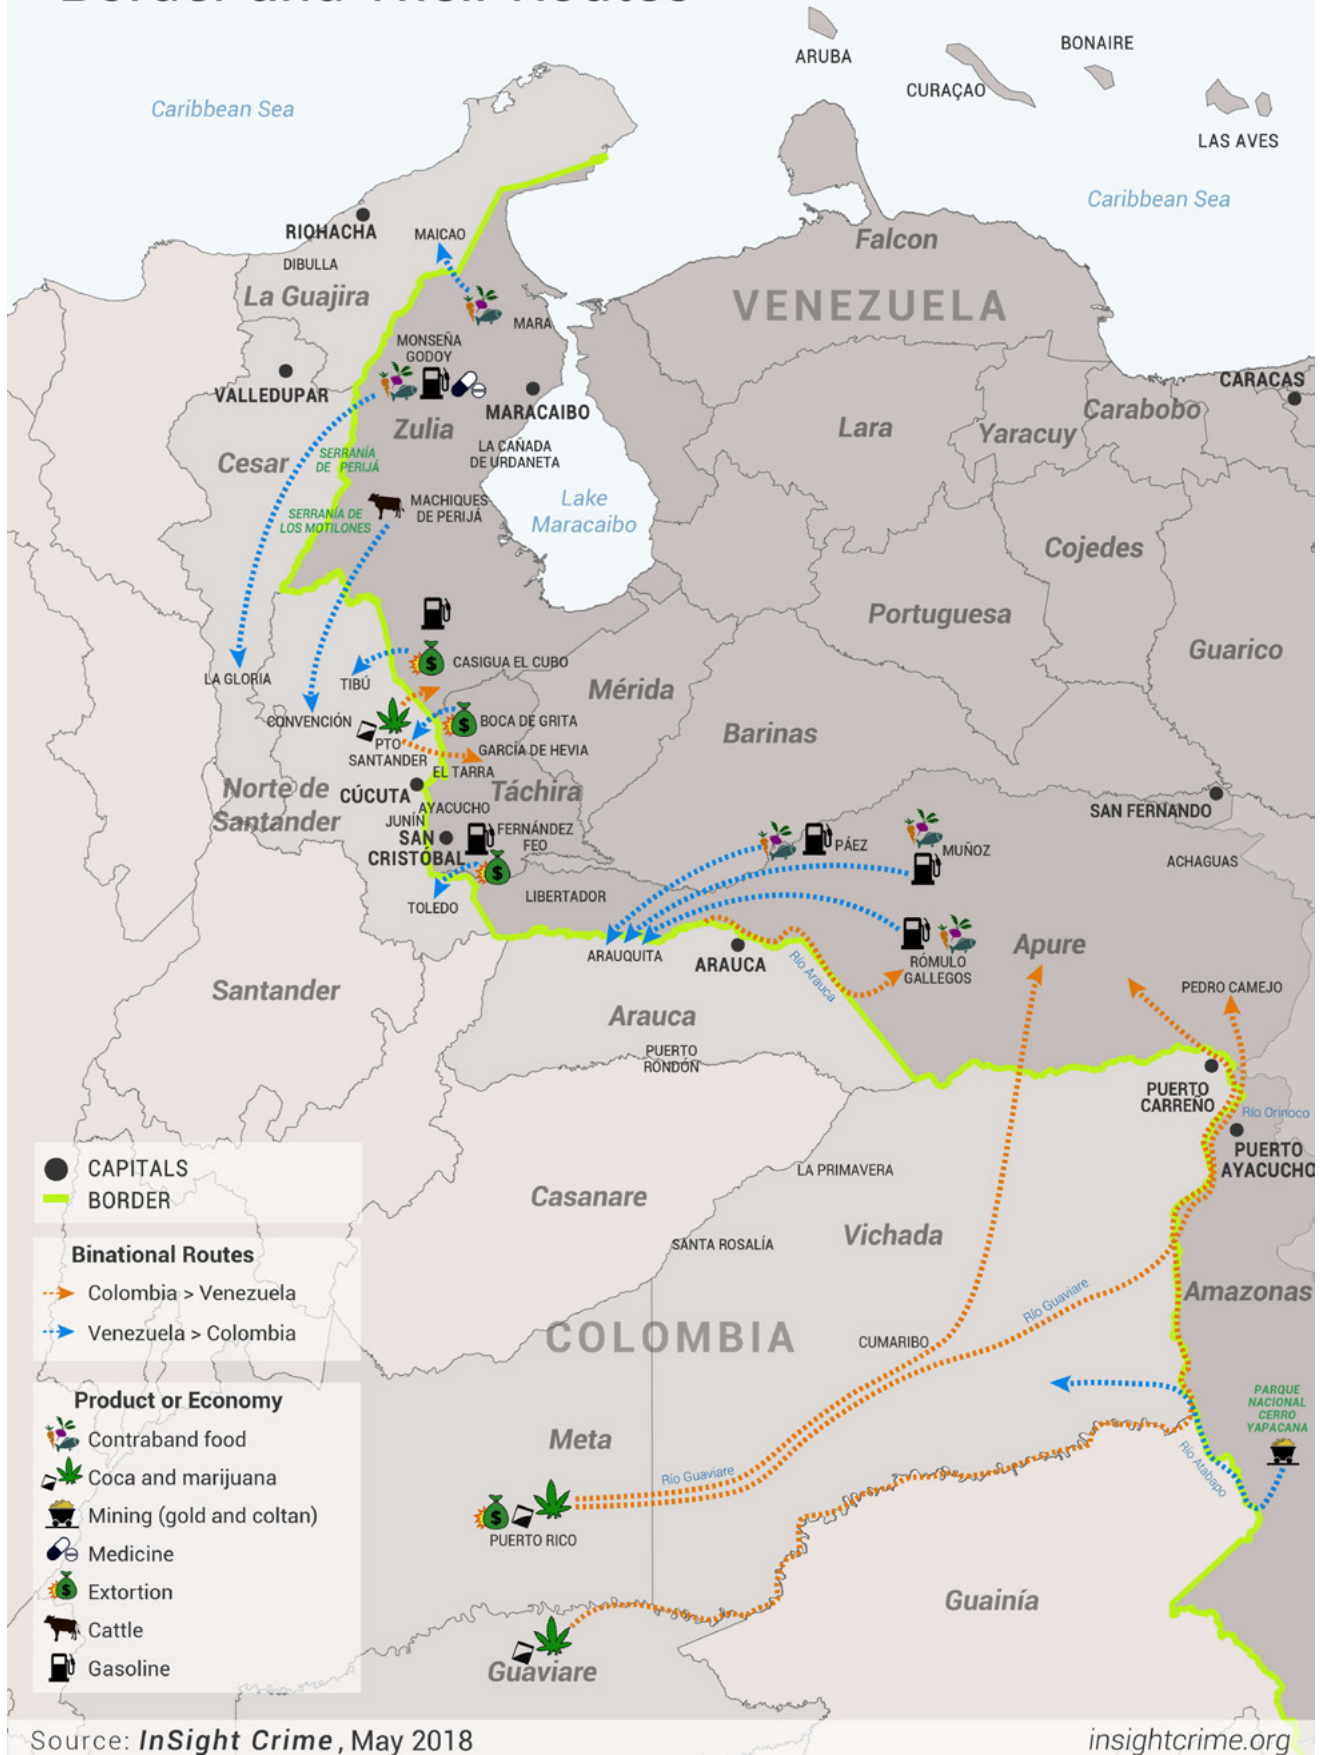 Border and Their Routes
ARUBA
BONAIRE
CURAÇAO
LAS AVES
Caribbean Sea
Caribbean Sea
RIOHACHA
MAICAO
DIBULLA
La Guajira
Falcon
VENEZUELA
MARA
MONSEÑA
GODOY
VALLEDUPAR
MARACAIBO
CARACAS
Zulia
Lara
Yaracuy
Carabobo
Cesar
SERRANÍA
DE PERIJÁ
LA CAÑADA
DE URDANETA
SERRANÍA DE
LOS MOTILONES
MACHIQUES
DE PERIJÁ
Lake
Maracaibo
Cojedes
Portuguesa
Guarico
LA GLORIA
TIBÚ
CASIGUA EL CUBO
Mérida
CONVENCIÓN
BOCA DE GRITA
Barinas
PTO
SANTANDER
GARCÍA DE HEVIA
EL TARRA
Norte de
Santander
CÚCUTA
Táchira
AYACUCHO
JUNÍN
SAN
CRISTÓBAL
FERNÁNDEZ
FEO
SAN FERNANDO
PÁEZ
MUÑOZ
ACHAGUAS
TOLEDO
LIBERTADOR
ARAUQUITA
ARAUCA
Río Arauca
RÓMULO
GALLEGOS
Apure
PEDRO CAMEJO
Santander
Arauca
PUERTO
RONDÓN
PUERTO
CARREÑO
Río Orinoco
PUERTO
AYACUCHO
CAPITALS
BORDER
LA PRIMAVERA
Casanare
Vichada
SANTA ROSALÍA
Binational Routes
Colombia > Venezuela
Venezuela > Colombia
Río Guaviare
Amazonas
COLOMBIA
CUMARIBO
PARQUE
NACIONAL
CERRO
YAPACANA
Product or Economy
Contraband food
Coca and marijuana
Mining (gold and coltan)
Medicine
Extortion
Cattle
Gasoline
Meta
Río Guaviare
Río Atabapo
PUERTO RICO
Guainía
Guaviare
Source: InSight Crime, May 2018
insightcrime.org